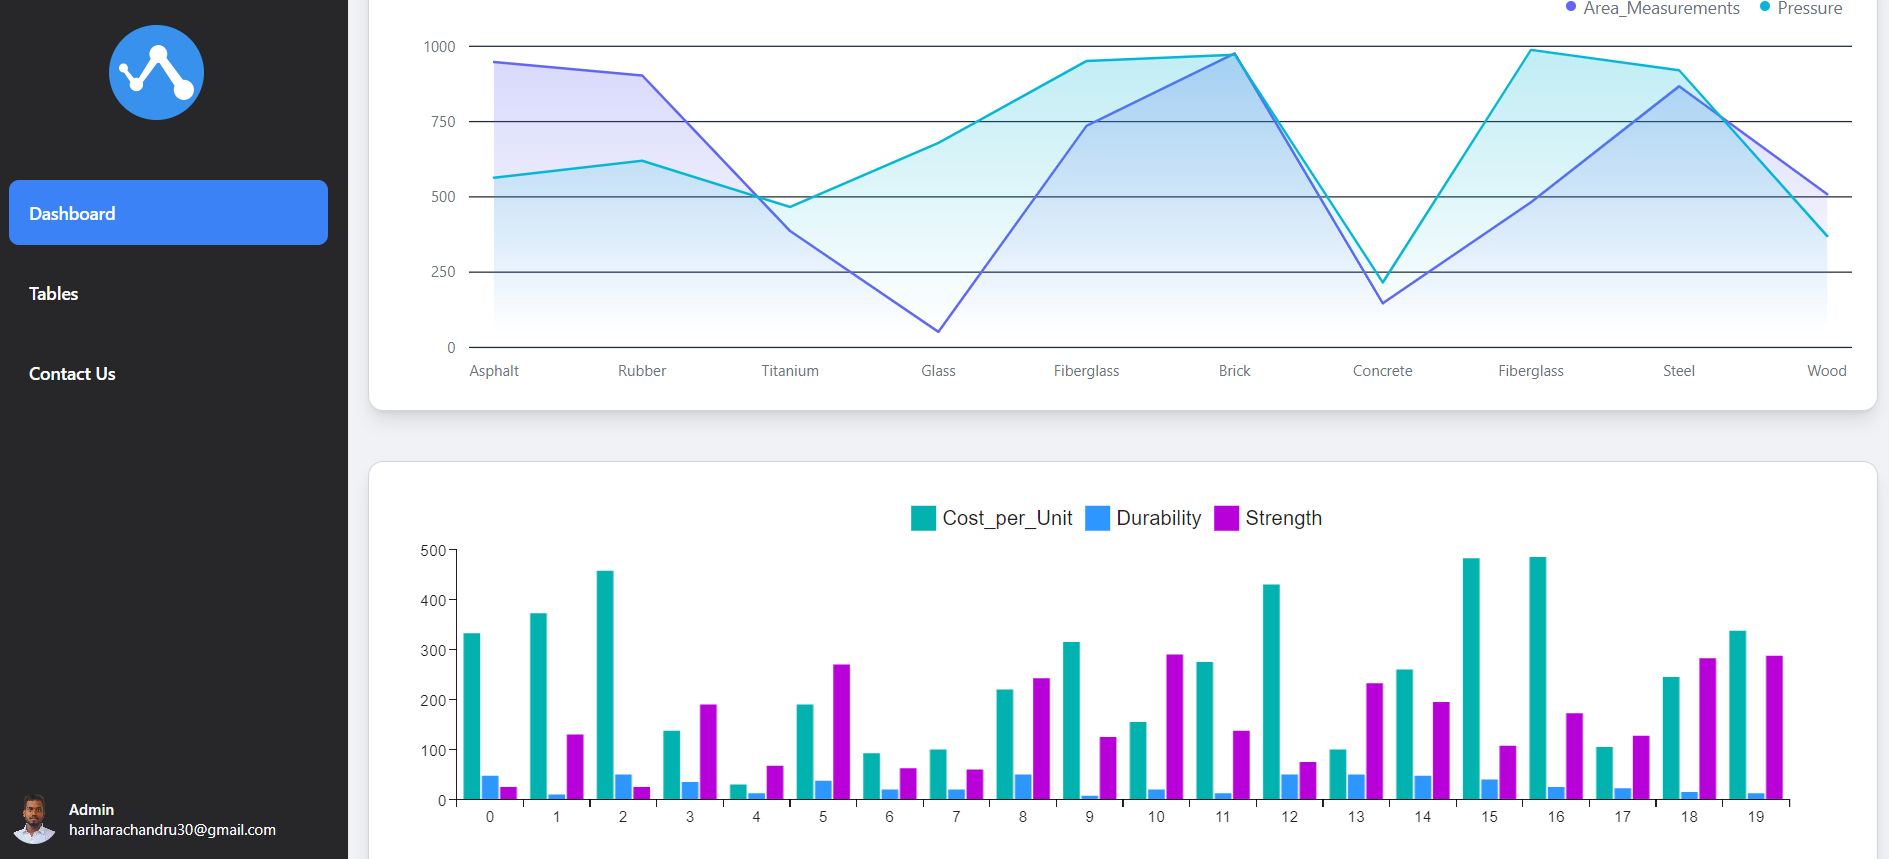 Dashboard
Tables
Contact Us
Admin
hariharachandru30@gmail.com
Area_Measurements Pressure
1000
750
500
250
0
Asphalt Rubber Titanium Glass Fiberglass Brick Concrete Fiberglass Steel Wood
Cost_per_Unit Durability Strength
500
400
300
200
100
0
0 1 2 3 4 5 6 7 8 9 10 11 12 13 14 15 16 17 18 19